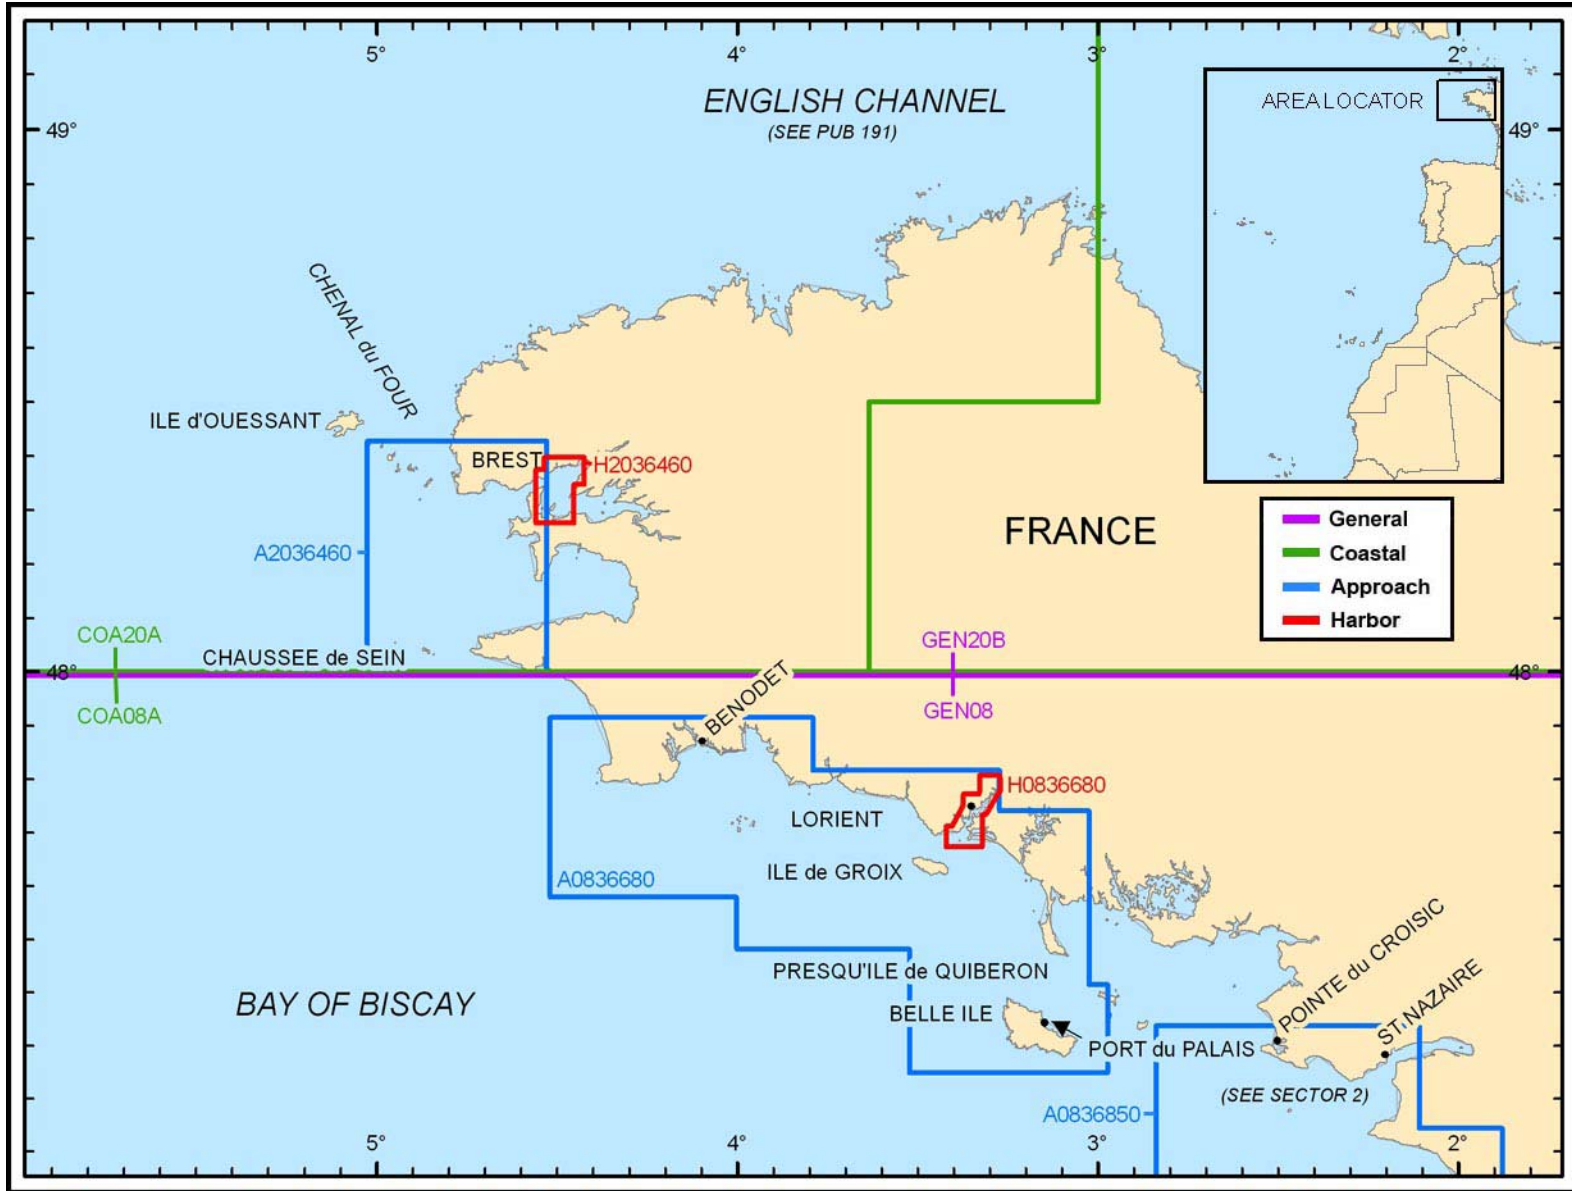 5° 4° 3° 2°
ENGLISH CHANNEL
(SEE PUB 191)
AREA LOCATOR
49° 49°
CHENAL du FOUR
ILE d'OUESSANT
BREST
H2036460
FRANCE
General
Coastal
Approach
Harbor
A2036460
COA20A
GEN20B
CHAUSSEE de SEIN
48° 48°
COA08A
GEN08
BENODET
H0836680
LORIENT
ILE de GROIX
A0836680
PRESQU'ILE de QUIBERON
BAY OF BISCAY
BELLE ILE
POINTE du CROISIC
ST NAZAIRE
PORT du PALAIS
(SEE SECTOR 2)
A0836850
5° 4° 3° 2°